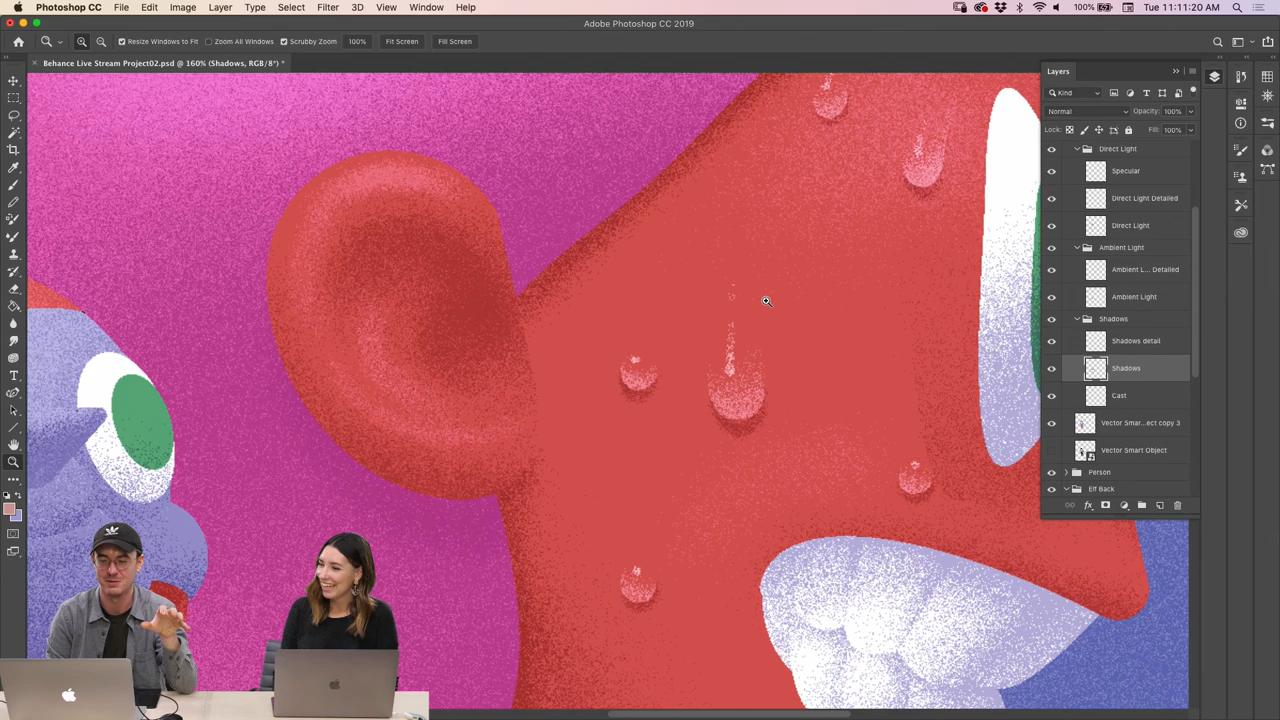 Photoshop CC File Edit Image Layer Type Select Filter 3D View Window Help 100% Tue 11:11:20 AM
Adobe Photoshop CC 2019
Resize Windows to Fit Zoom All Windows Scrubby Zoom 100% Fit Screen Fill Screen
Behance Live Stream Project02.psd @ 160% (Shadows, RGB/8*) *
Layers
Kind
Normal Opacity: 100%
Lock: Fill: 100%
Direct Light
Specular
Direct Light Detailed
Direct Light
Ambient Light
Ambient L... Detailed
Ambient Light
Shadows
Shadows detail
Shadows
Cast
Vector Smar...ect copy 3
Vector Smart Object
Person
Elf Back
fx